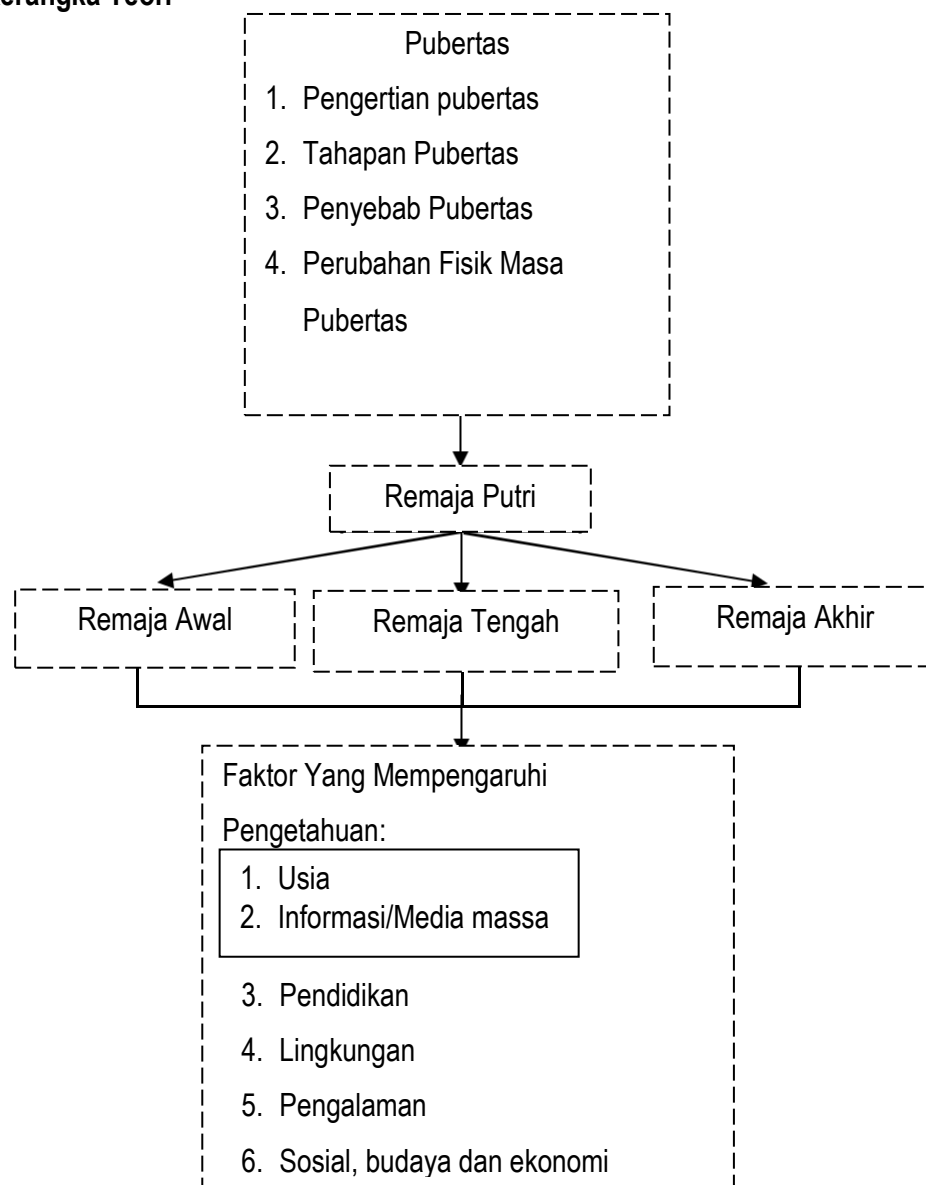 Teori
Pubertas
1. Pengertian pubertas
2. Tahapan Pubertas
3. Penyebab Pubertas
4. Perubahan Fisik Masa
Pubertas
Remaja Putri
Remaja Awal
Remaja Tengah
Remaja Akhir
Faktor Yang Mempengaruhi
Pengetahuan:
1. Usia
2. Informasi/Media massa
3. Pendidikan
4. Lingkungan
5. Pengalaman
6. Sosial, budaya dan ekonomi